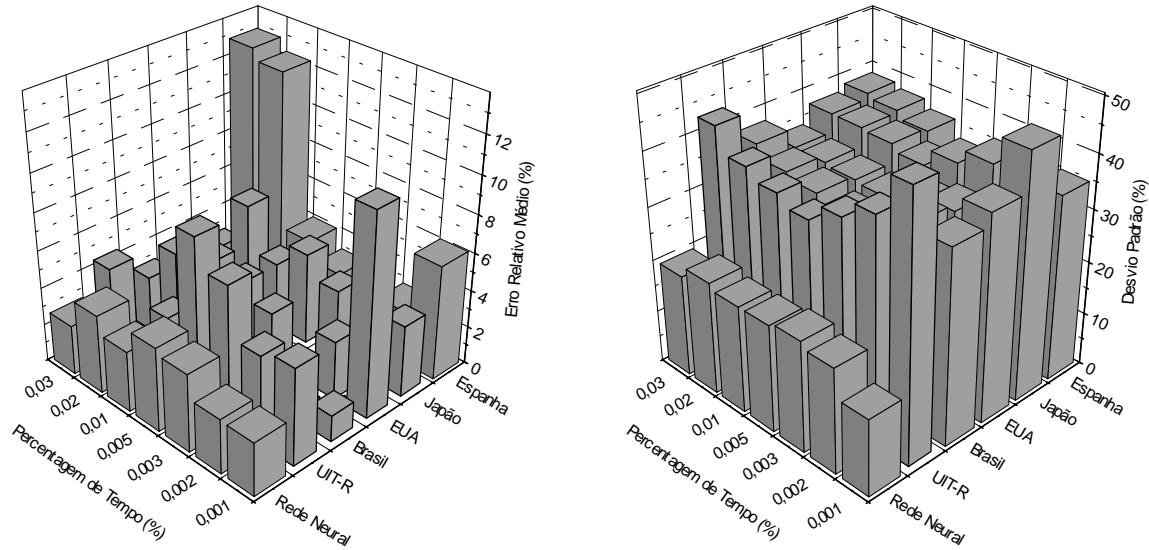 12
10
8
6
4
2
0
Erro Relativo Médio (%)
0,03
0,02
0,01
0,005
0,003
0,002
0,001
Percentagem de Tempo (%)
Espanha
Japão
EUA
Brasil
UIT-R
Rede Neural
50
40
30
20
10
0
Desvio Padrão (%)
0,03
0,02
0,01
0,005
0,003
0,002
0,001
Percentagem de Tempo (%)
Espanha
Japão
EUA
Brasil
UIT-R
Rede Neural